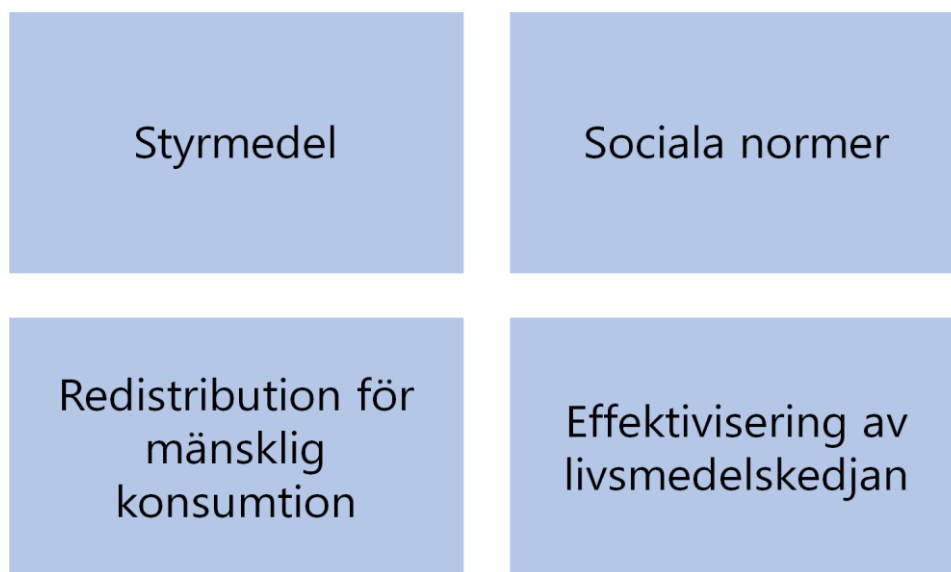 Styrmedel
Sociala normer
Redistribution för
mänsklig
konsumtion
Effektivisering av
livsmedelskedjan